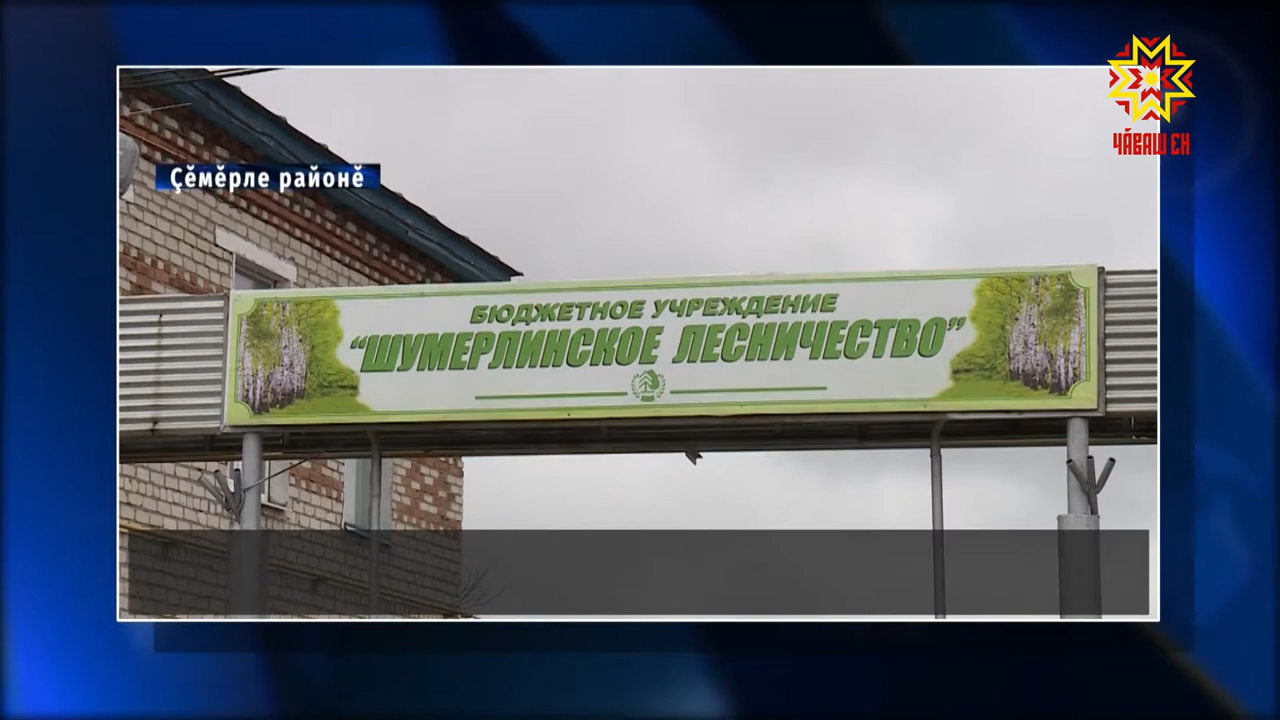 ЧӐВАШ ЕН
Ҫӗмӗрле районӗ
БЮДЖЕТНОЕ УЧРЕЖДЕНИЕ
“ШУМЕРЛИНСКОЕ ЛЕСНИЧЕСТВО”